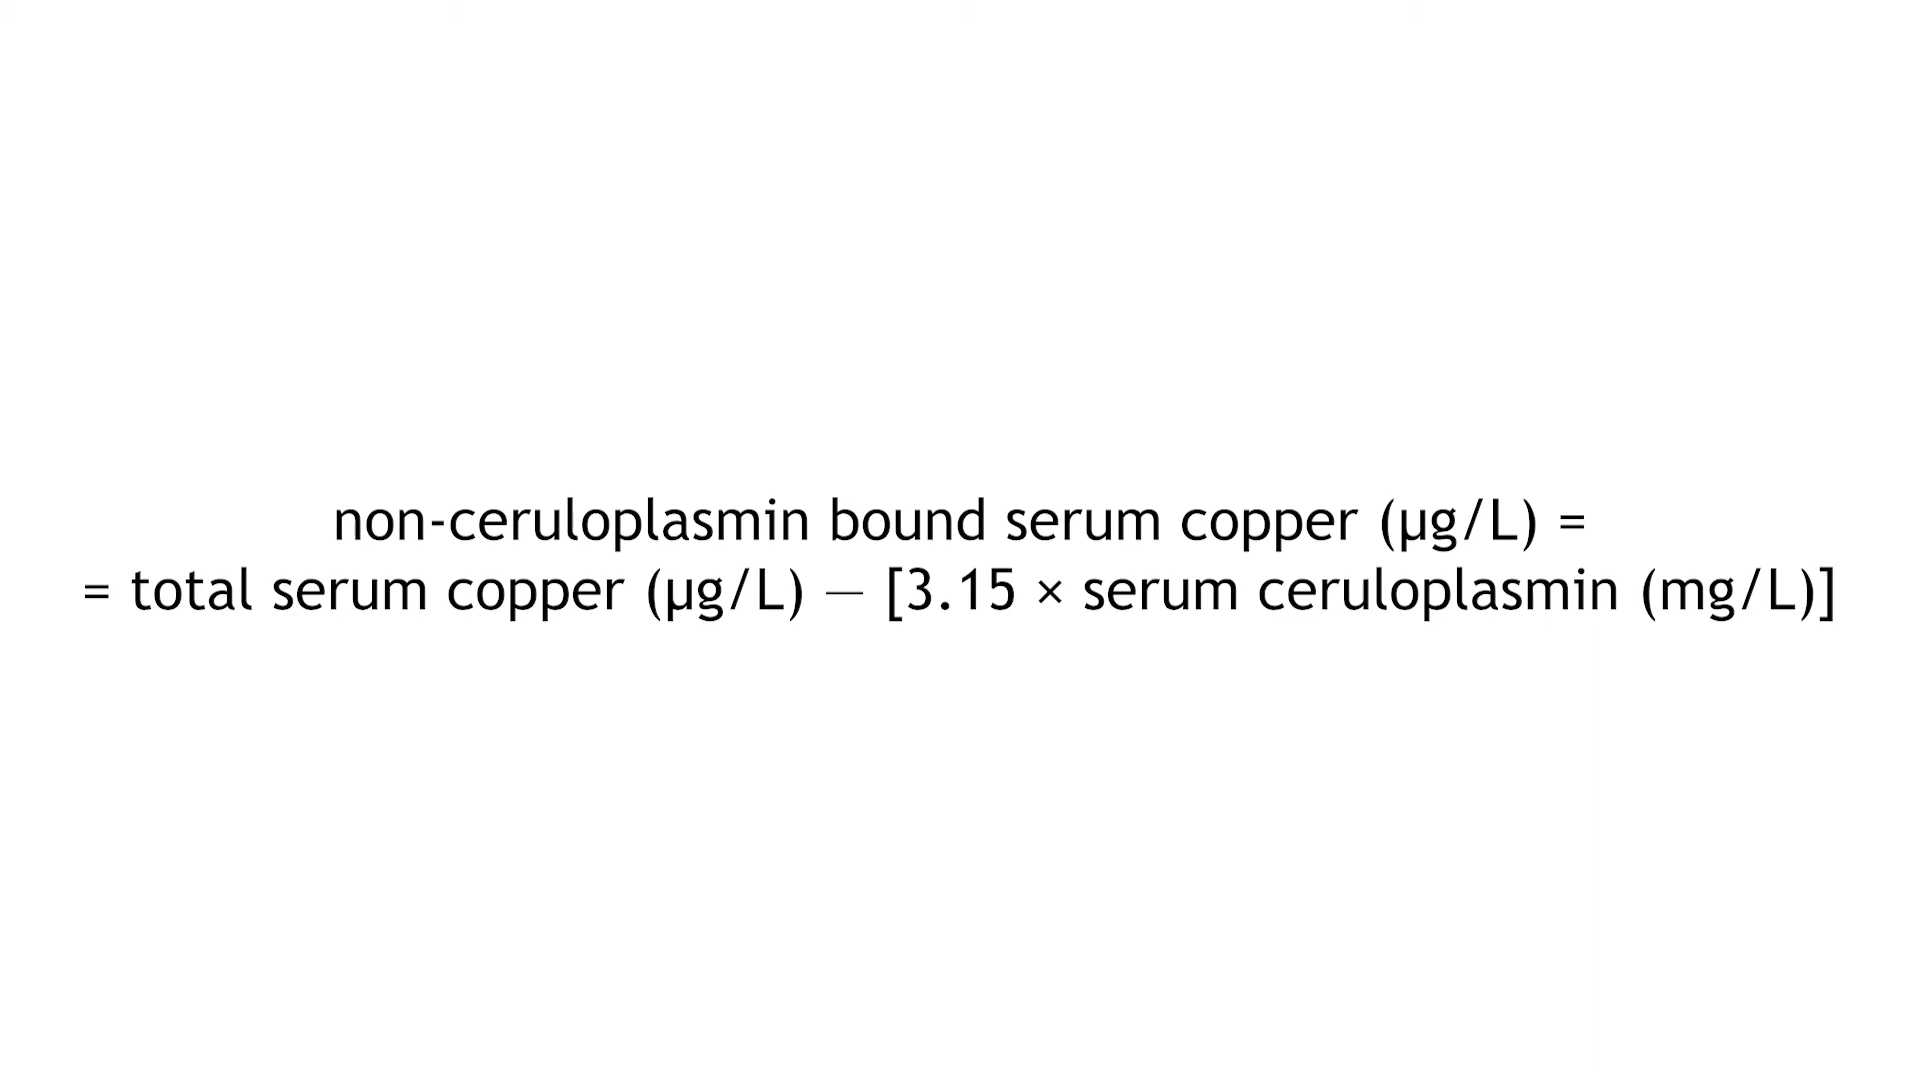 non-ceruloplasmin bound serum copper (µg/L) =
= total serum copper (µg/L) — [3.15 × serum ceruloplasmin (mg/L)]